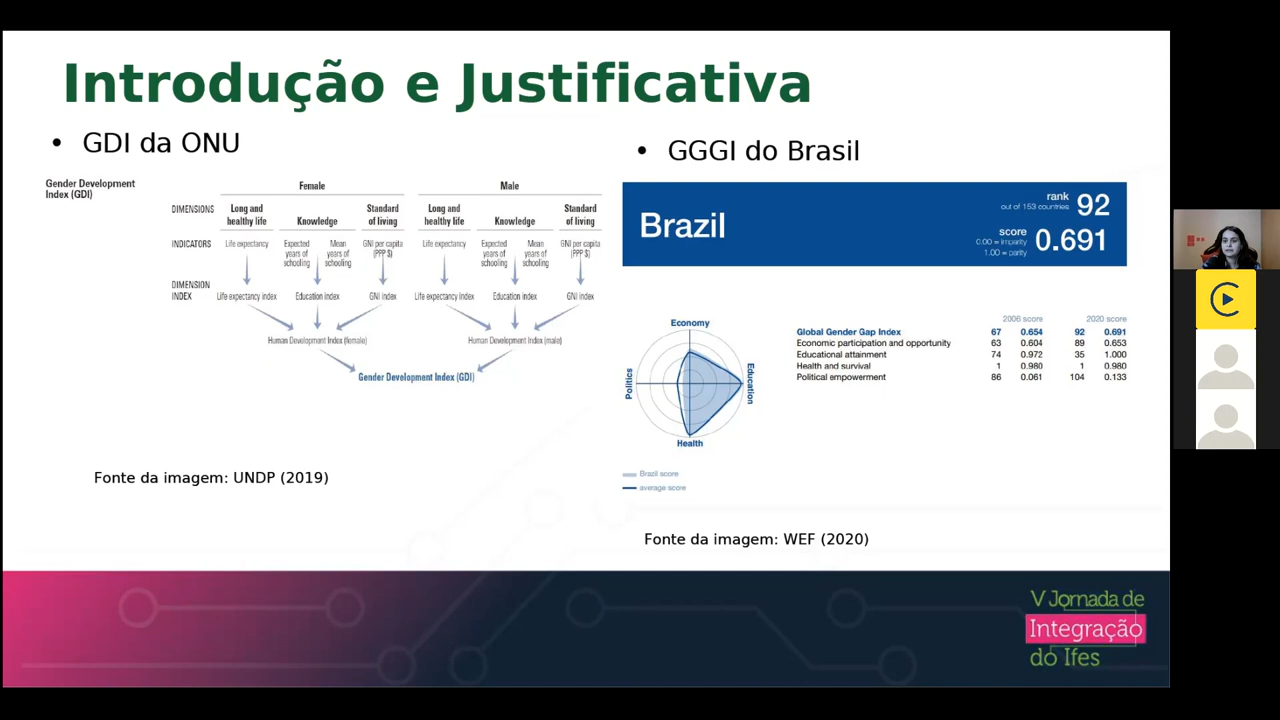 Introdução e Justificativa
• GDI da ONU
Gender Development
Index (GDI)
Female
Male
DIMENSIONS
Long and
healthy life
Knowledge
Standard
of living
Long and
healthy life
Knowledge
Standard
of living
INDICATORS
Life expectancy
Expected
years of
schooling
Mean
years of
schooling
GNI per capita
(PPP $)
Life expectancy
Expected
years of
schooling
Mean
years of
schooling
GNI per capita
(PPP $)
DIMENSION
INDEX
Life expectancy index
Education index
GNI index
Life expectancy index
Education index
GNI index
Human Development Index (female)
Human Development Index (male)
Gender Development Index (GDI)
Fonte da imagem: UNDP (2019)
• GGGI do Brasil
Brazil
rank
out of 153 countries
92
score
0.00 = imparity
1.00 = parity
0.691
Economy
Politics
Education
Health
Brazil score
average score
2006 score 2020 score
Global Gender Gap Index 67 0.654 92 0.691
Economic participation and opportunity 63 0.604 89 0.653
Educational attainment 74 0.972 35 1.000
Health and survival 1 0.980 1 0.980
Political empowerment 86 0.061 104 0.133
Fonte da imagem: WEF (2020)
V Jornada de
Integração
do Ifes